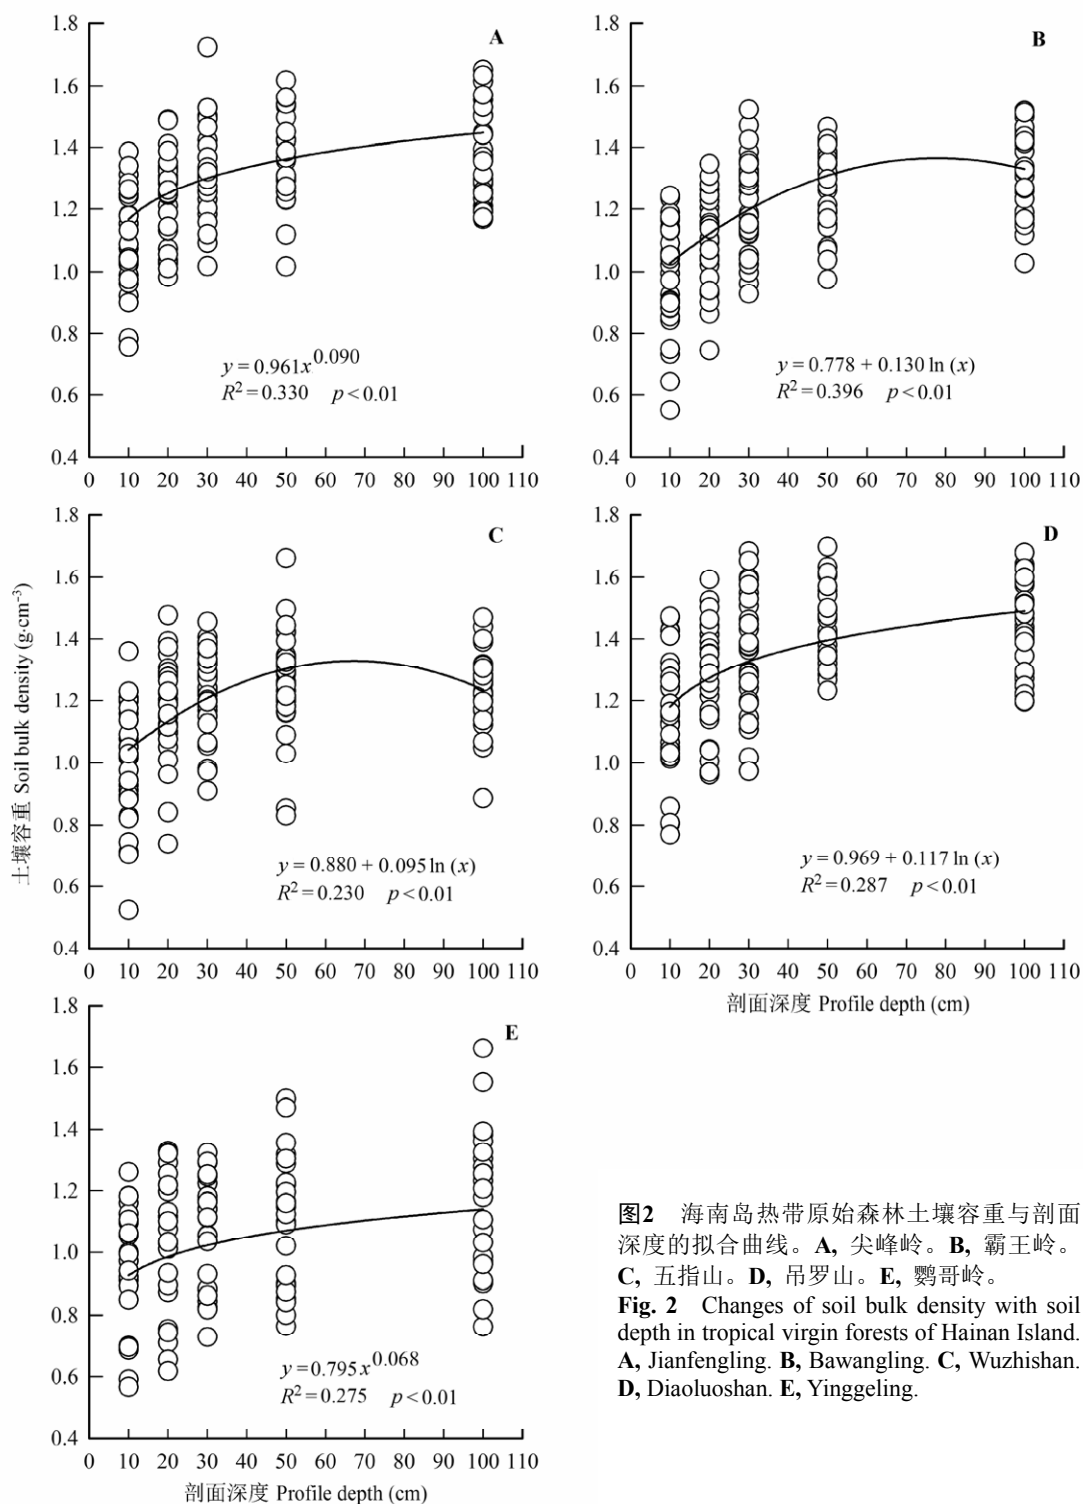 1.8
1.6
1.4
1.2
1.0
0.8
0.6
0.4
A
y = 0.961x^0.090
R² = 0.330 p < 0.01
0 10 20 30 40 50 60 70 80 90 100 110
1.8
1.6
1.4
1.2
1.0
0.8
0.6
0.4
B
y = 0.778 + 0.130 ln (x)
R² = 0.396 p < 0.01
0 10 20 30 40 50 60 70 80 90 100 110
土壤容重 Soil bulk density (g·cm⁻³)
1.8
1.6
1.4
1.2
1.0
0.8
0.6
0.4
C
y = 0.880 + 0.095 ln (x)
R² = 0.230 p < 0.01
0 10 20 30 40 50 60 70 80 90 100 110
1.8
1.6
1.4
1.2
1.0
0.8
0.6
0.4
D
y = 0.969 + 0.117 ln (x)
R² = 0.287 p < 0.01
0 10 20 30 40 50 60 70 80 90 100 110
剖面深度 Profile depth (cm)
1.8
1.6
1.4
1.2
1.0
0.8
0.6
0.4
E
y = 0.795x^0.068
R² = 0.275 p < 0.01
0 10 20 30 40 50 60 70 80 90 100 110
剖面深度 Profile depth (cm)
图2 海南岛热带原始森林土壤容重与剖面
深度的拟合曲线。A, 尖峰岭。B, 霸王岭。
C, 五指山。D, 吊罗山。E, 鹦哥岭。
Fig. 2 Changes of soil bulk density with soil
depth in tropical virgin forests of Hainan Island.
A, Jianfengling. B, Bawangling. C, Wuzhishan.
D, Diaoluoshan. E, Yinggeling.